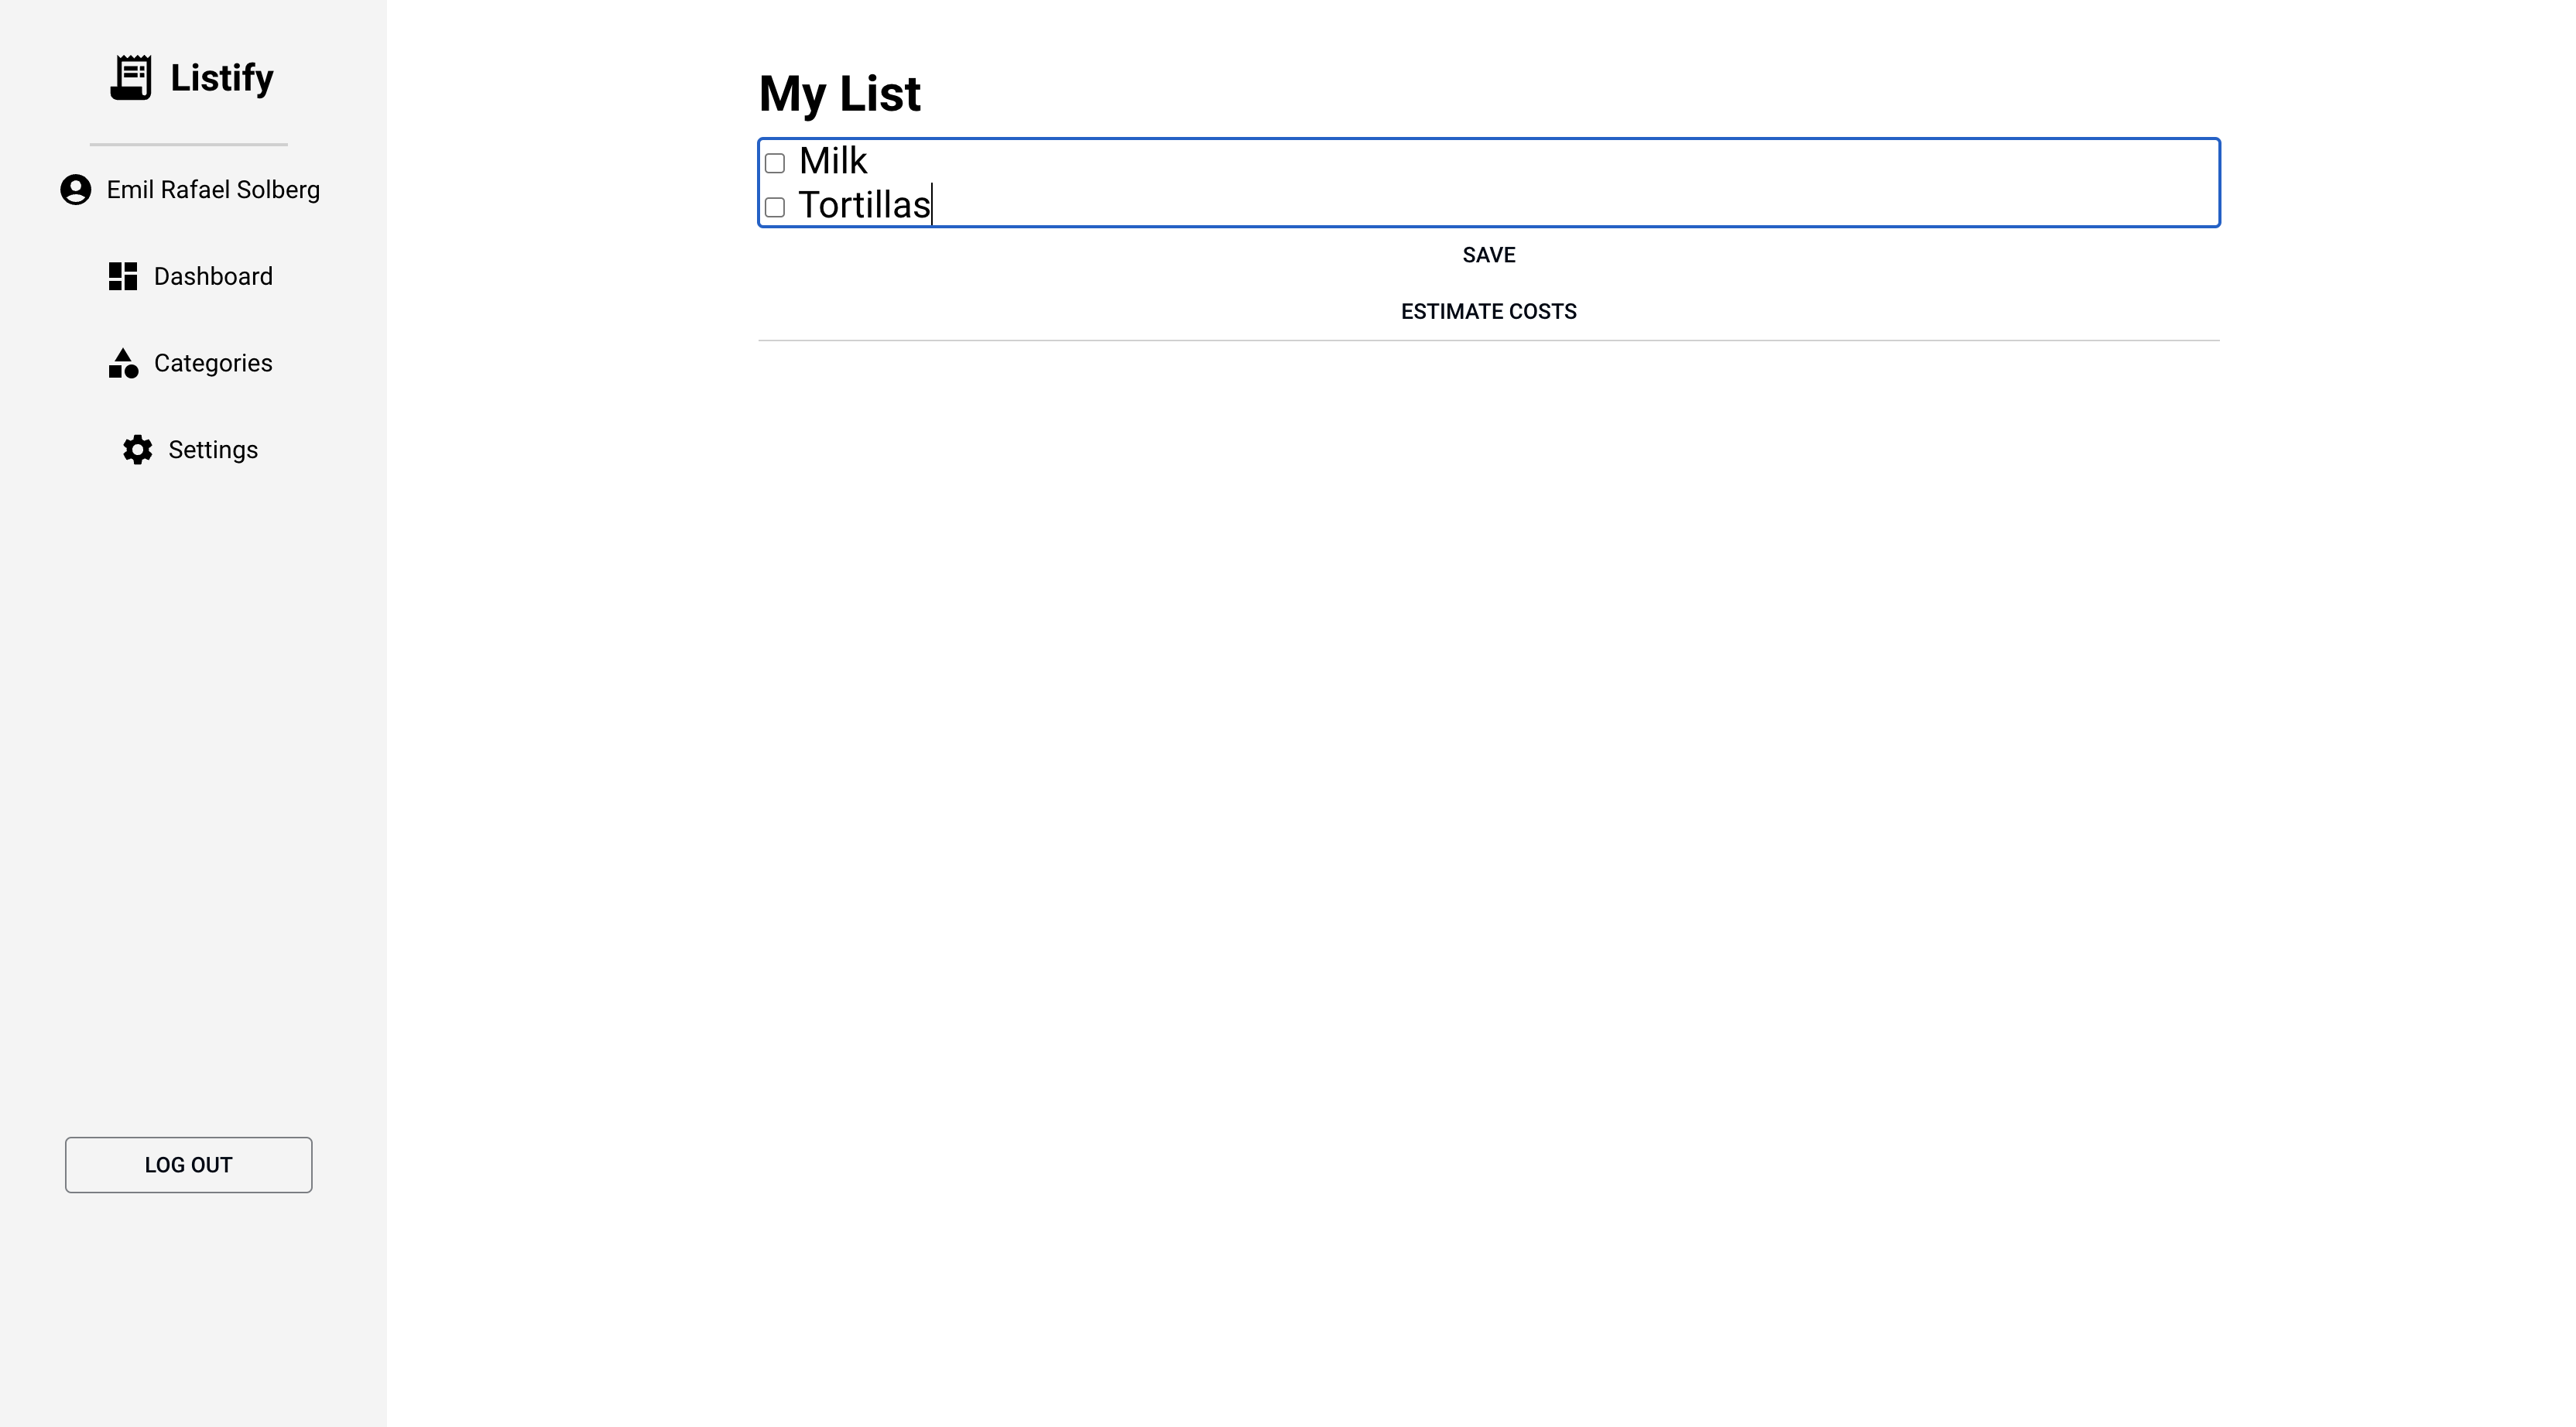 Listify
Emil Rafael Solberg
Dashboard
Categories
Settings
LOG OUT
My List
Milk
Tortillas
SAVE
ESTIMATE COSTS